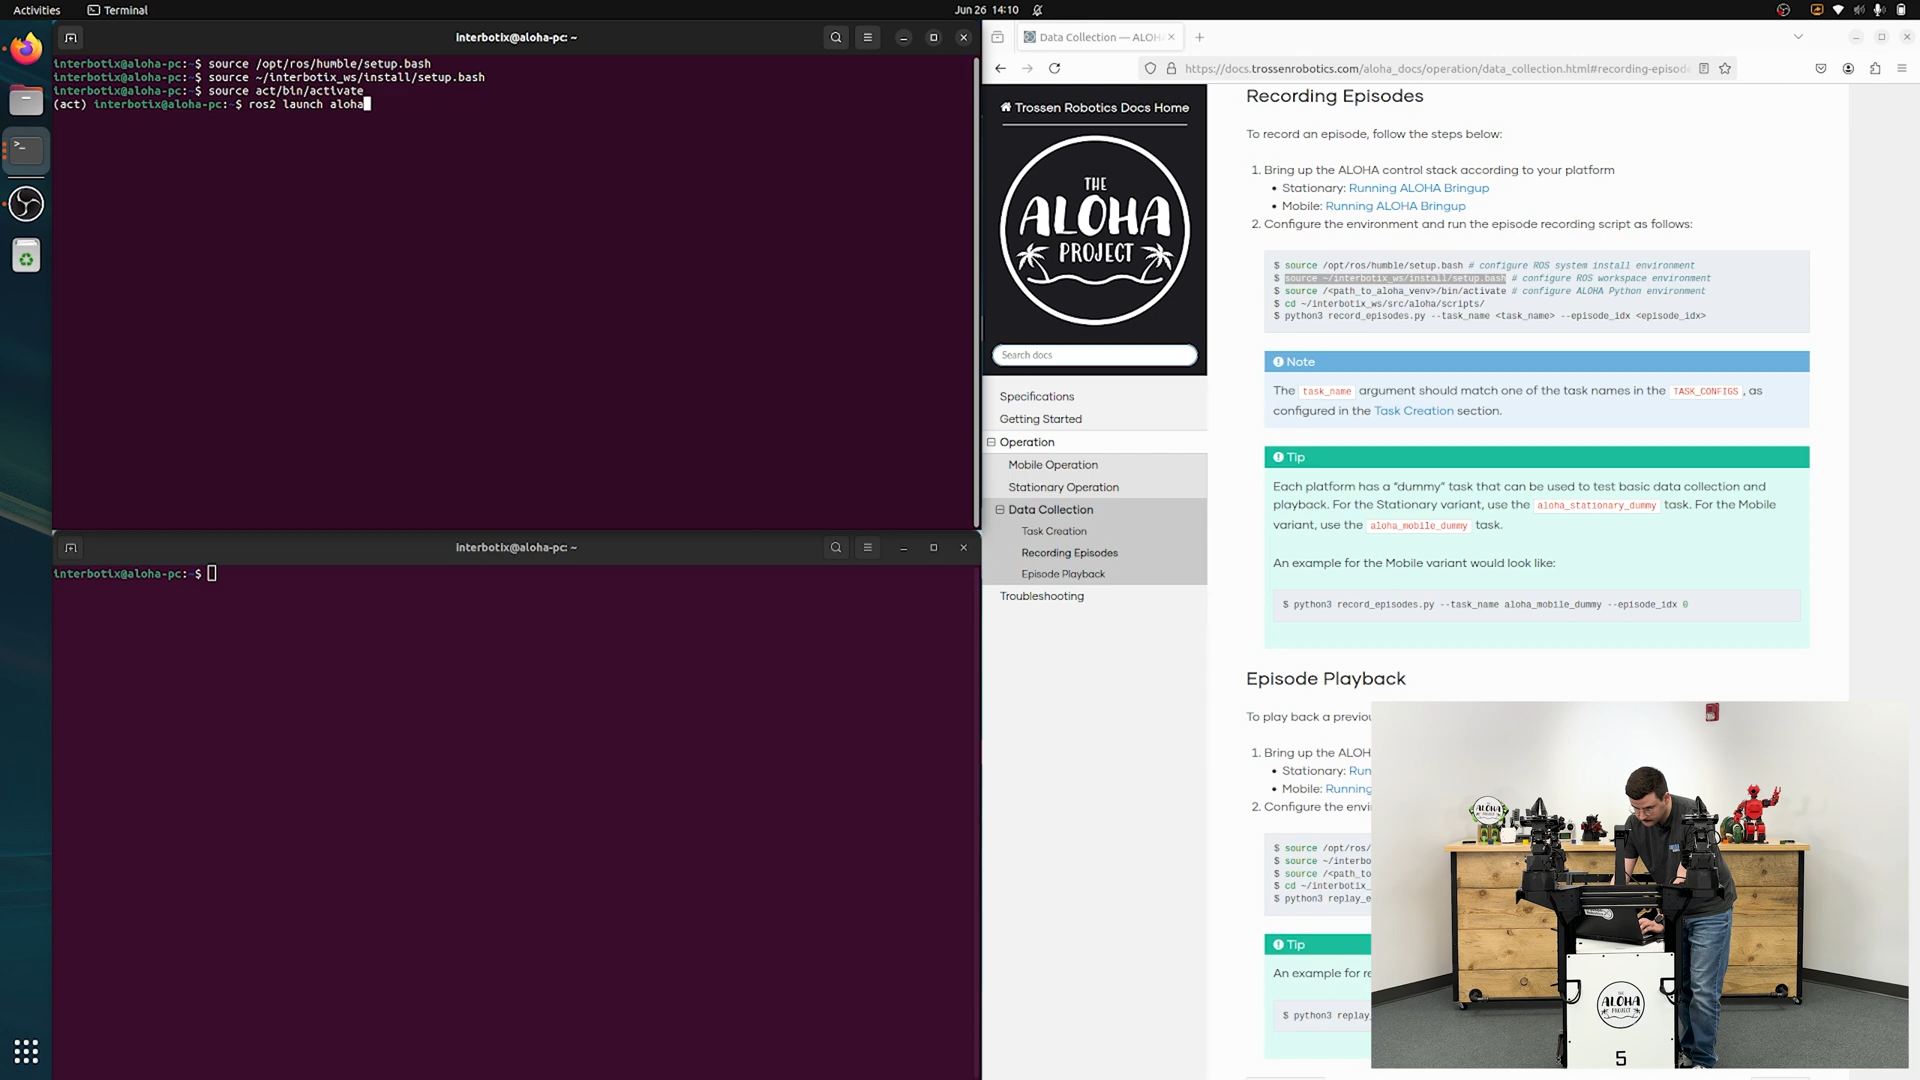 Activities
Terminal
Jun 26 14:10
interbotix@aloha-pc: ~
interbotix@aloha-pc:~$ source /opt/ros/humble/setup.bash
interbotix@aloha-pc:~$ source ~/interbotix_ws/install/setup.bash
interbotix@aloha-pc:~$ source act/bin/activate
(act) interbotix@aloha-pc:~$ ros2 launch aloha
interbotix@aloha-pc: ~
interbotix@aloha-pc:~$
Data Collection — ALOH
https://docs.trossenrobotics.com/aloha_docs/operation/data_collection.html#recording-episode
Trossen Robotics Docs Home
THE
ALOHA
PROJECT
Search docs
Specifications
Getting Started
Operation
Mobile Operation
Stationary Operation
Data Collection
Task Creation
Recording Episodes
Episode Playback
Troubleshooting
Recording Episodes
To record an episode, follow the steps below:
1. Bring up the ALOHA control stack according to your platform
• Stationary: Running ALOHA Bringup
• Mobile: Running ALOHA Bringup
2. Configure the environment and run the episode recording script as follows:
$ source /opt/ros/humble/setup.bash # configure ROS system install environment
$ source ~/interbotix_ws/install/setup.bash # configure ROS workspace environment
$ source /<path_to_aloha_venv>/bin/activate # configure ALOHA Python environment
$ cd ~/interbotix_ws/src/aloha/scripts/
$ python3 record_episodes.py --task_name <task_name> --episode_idx <episode_idx>
Note
The task_name argument should match one of the task names in the TASK_CONFIGS, as
configured in the Task Creation section.
Tip
Each platform has a “dummy” task that can be used to test basic data collection and
playback. For the Stationary variant, use the aloha_stationary_dummy task. For the Mobile
variant, use the aloha_mobile_dummy task.
An example for the Mobile variant would look like:
$ python3 record_episodes.py --task_name aloha_mobile_dummy --episode_idx 0
Episode Playback
To play back a previou
1. Bring up the ALOH
• Stationary: Run
• Mobile: Running
2. Configure the envi
$ source /opt/ros/
$ source ~/interbo
$ source /<path_to
$ cd ~/interbotix_
$ python3 replay_e
Tip
An example for re
$ python3 replay_
ALOHA
THE
ALOHA
PROJECT
5